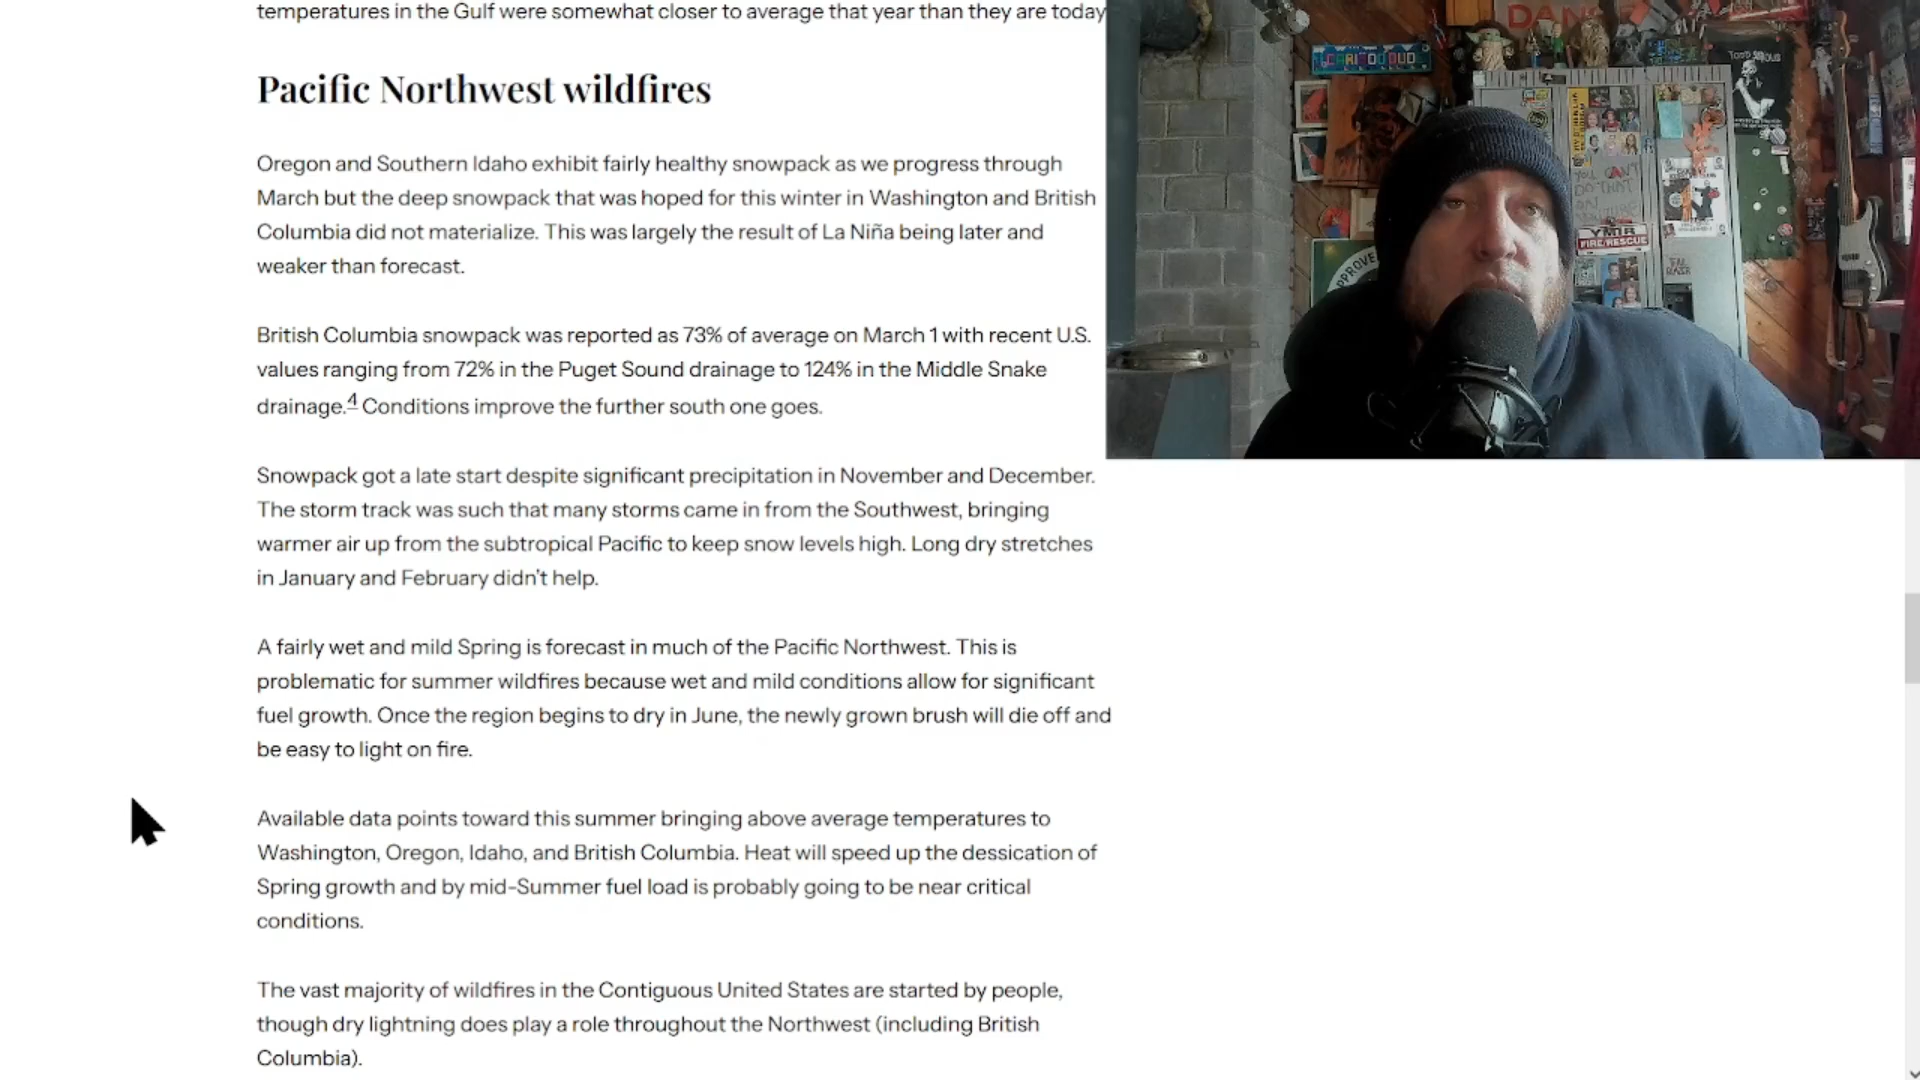 temperatures in the Gulf were somewhat closer to average that year than they are today
Pacific Northwest wildfires
Oregon and Southern Idaho exhibit fairly healthy snowpack as we progress through
March but the deep snowpack that was hoped for this winter in Washington and British
Columbia did not materialize. This was largely the result of La Niña being later and
weaker than forecast.
British Columbia snowpack was reported as 73% of average on March 1 with recent U.S.
values ranging from 72% in the Puget Sound drainage to 124% in the Middle Snake
drainage.4 Conditions improve the further south one goes.
Snowpack got a late start despite significant precipitation in November and December.
The storm track was such that many storms came in from the Southwest, bringing
warmer air up from the subtropical Pacific to keep snow levels high. Long dry stretches
in January and February didn't help.
A fairly wet and mild Spring is forecast in much of the Pacific Northwest. This is
problematic for summer wildfires because wet and mild conditions allow for significant
fuel growth. Once the region begins to dry in June, the newly grown brush will die off and
be easy to light on fire.
Available data points toward this summer bringing above average temperatures to
Washington, Oregon, Idaho, and British Columbia. Heat will speed up the dessication of
Spring growth and by mid-Summer fuel load is probably going to be near critical
conditions.
The vast majority of wildfires in the Contiguous United States are started by people,
though dry lightning does play a role throughout the Northwest (including British
Columbia).
YOU CAN'T
DO THAT
ON
YMIR
FIRE/RESCUE